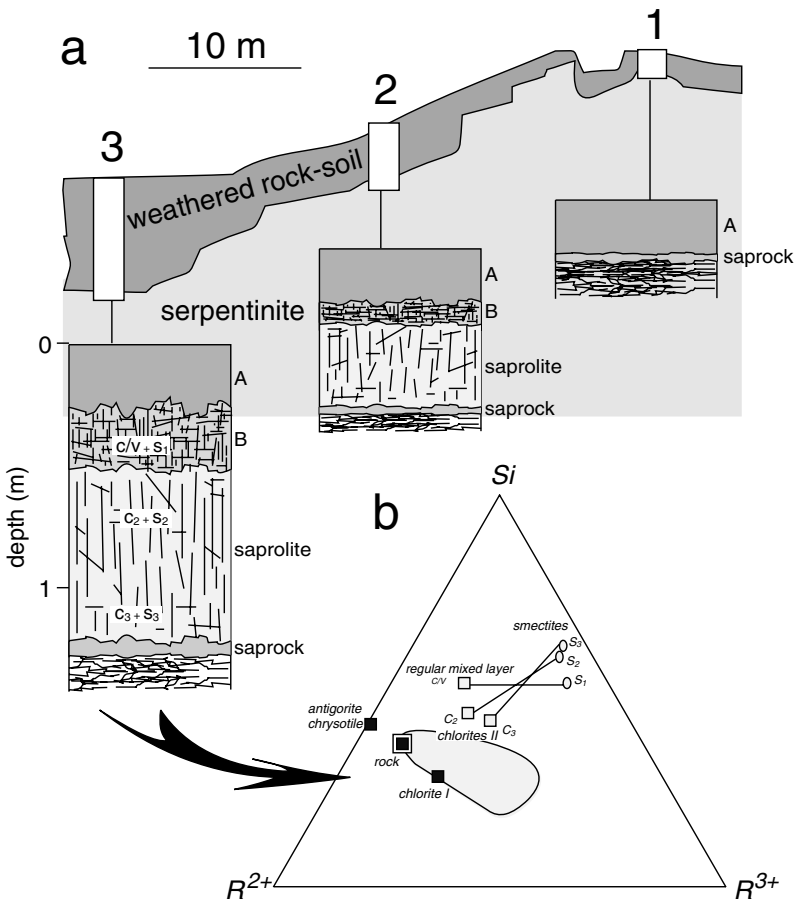 a
10 m
1
2
3
weathered rock-soil
serpentinite
A
saprock
A
B
saprolite
saprock
0
A
B
C/V + S1
C2 + S2
saprolite
1
C3 + S3
saprock
depth (m)
b
Si
smectites
S3
S2
S1
regular mixed layer
C/V
antigorite
chrysotile
C2
C3
chlorites II
rock
chlorite I
R2+
R3+